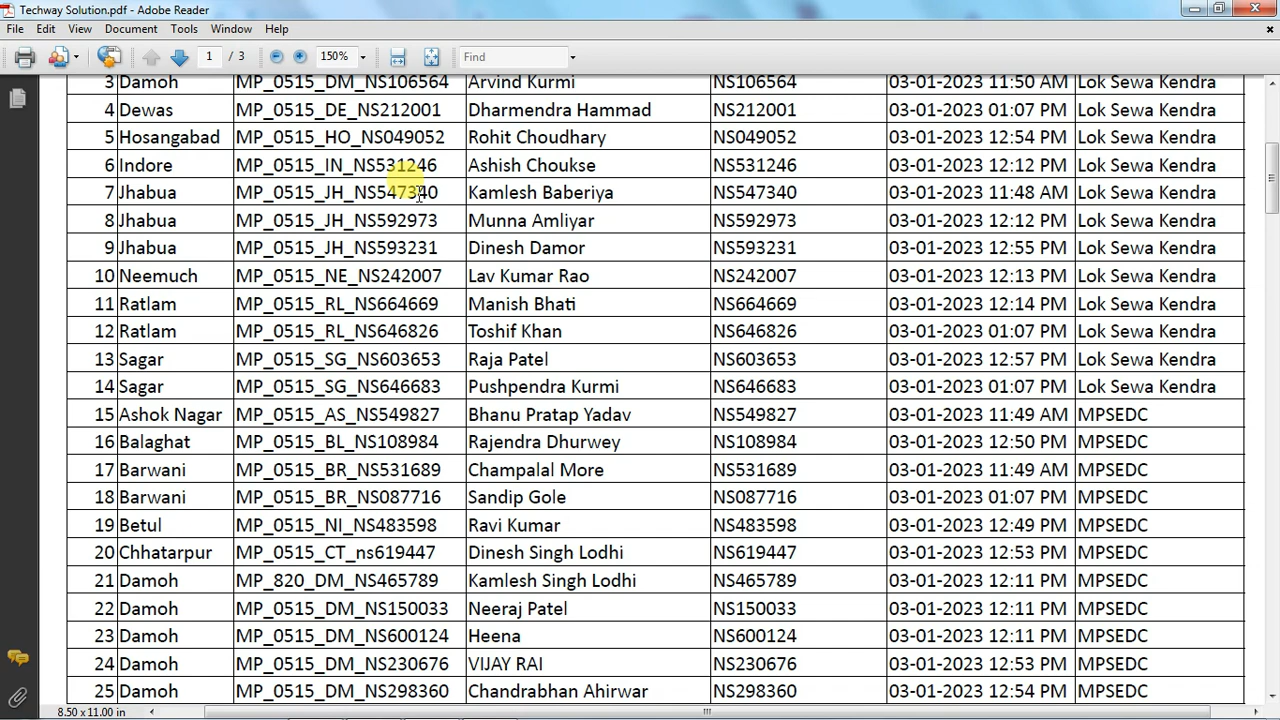 Techway Solution.pdf - Adobe Reader
File Edit View Document Tools Window Help
1 / 3 150% Find
3 Damoh MP_0515_DM_NS106564 Arvind Kurmi NS106564 03-01-2023 11:50 AM Lok Sewa Kendra
4 Dewas MP_0515_DE_NS212001 Dharmendra Hammad NS212001 03-01-2023 01:07 PM Lok Sewa Kendra
5 Hosangabad MP_0515_HO_NS049052 Rohit Choudhary NS049052 03-01-2023 12:54 PM Lok Sewa Kendra
6 Indore MP_0515_IN_NS531246 Ashish Choukse NS531246 03-01-2023 12:12 PM Lok Sewa Kendra
7 Jhabua MP_0515_JH_NS547340 Kamlesh Baberiya NS547340 03-01-2023 11:48 AM Lok Sewa Kendra
8 Jhabua MP_0515_JH_NS592973 Munna Amliyar NS592973 03-01-2023 12:12 PM Lok Sewa Kendra
9 Jhabua MP_0515_JH_NS593231 Dinesh Damor NS593231 03-01-2023 12:55 PM Lok Sewa Kendra
10 Neemuch MP_0515_NE_NS242007 Lav Kumar Rao NS242007 03-01-2023 12:13 PM Lok Sewa Kendra
11 Ratlam MP_0515_RL_NS664669 Manish Bhati NS664669 03-01-2023 12:14 PM Lok Sewa Kendra
12 Ratlam MP_0515_RL_NS646826 Toshif Khan NS646826 03-01-2023 01:07 PM Lok Sewa Kendra
13 Sagar MP_0515_SG_NS603653 Raja Patel NS603653 03-01-2023 12:57 PM Lok Sewa Kendra
14 Sagar MP_0515_SG_NS646683 Pushpendra Kurmi NS646683 03-01-2023 01:07 PM Lok Sewa Kendra
15 Ashok Nagar MP_0515_AS_NS549827 Bhanu Pratap Yadav NS549827 03-01-2023 11:49 AM MPSEDC
16 Balaghat MP_0515_BL_NS108984 Rajendra Dhurwey NS108984 03-01-2023 12:50 PM MPSEDC
17 Barwani MP_0515_BR_NS531689 Champalal More NS531689 03-01-2023 11:49 AM MPSEDC
18 Barwani MP_0515_BR_NS087716 Sandip Gole NS087716 03-01-2023 01:07 PM MPSEDC
19 Betul MP_0515_NI_NS483598 Ravi Kumar NS483598 03-01-2023 12:49 PM MPSEDC
20 Chhatarpur MP_0515_CT_ns619447 Dinesh Singh Lodhi NS619447 03-01-2023 12:53 PM MPSEDC
21 Damoh MP_820_DM_NS465789 Kamlesh Singh Lodhi NS465789 03-01-2023 12:11 PM MPSEDC
22 Damoh MP_0515_DM_NS150033 Neeraj Patel NS150033 03-01-2023 12:11 PM MPSEDC
23 Damoh MP_0515_DM_NS600124 Heena NS600124 03-01-2023 12:11 PM MPSEDC
24 Damoh MP_0515_DM_NS230676 VIJAY RAI NS230676 03-01-2023 12:53 PM MPSEDC
25 Damoh MP_0515_DM_NS298360 Chandrabhan Ahirwar NS298360 03-01-2023 12:54 PM MPSEDC
8.50 x 11.00 in